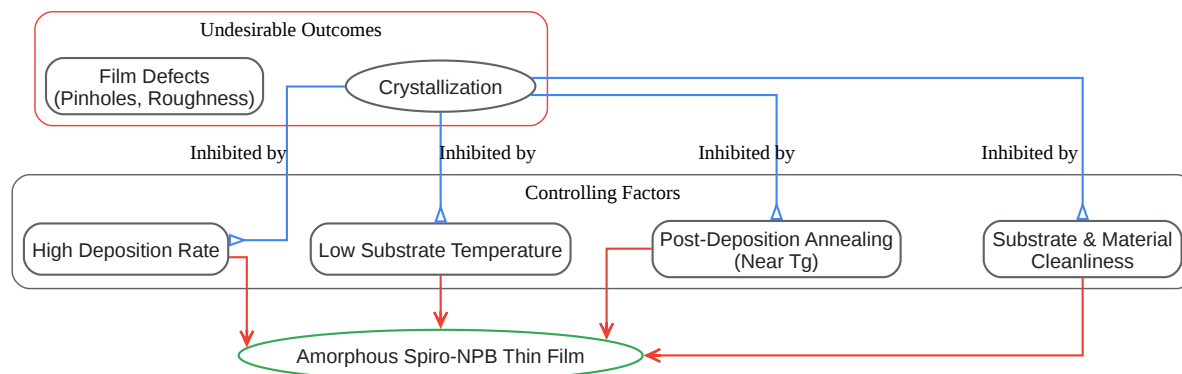 Undesirable Outcomes
Film Defects
(Pinholes, Roughness)
Crystallization
Inhibited by
Inhibited by
Inhibited by
Inhibited by
Controlling Factors
High Deposition Rate
Low Substrate Temperature
Post-Deposition Annealing
(Near Tg)
Substrate & Material
Cleanliness
Amorphous Spiro-NPB Thin Film